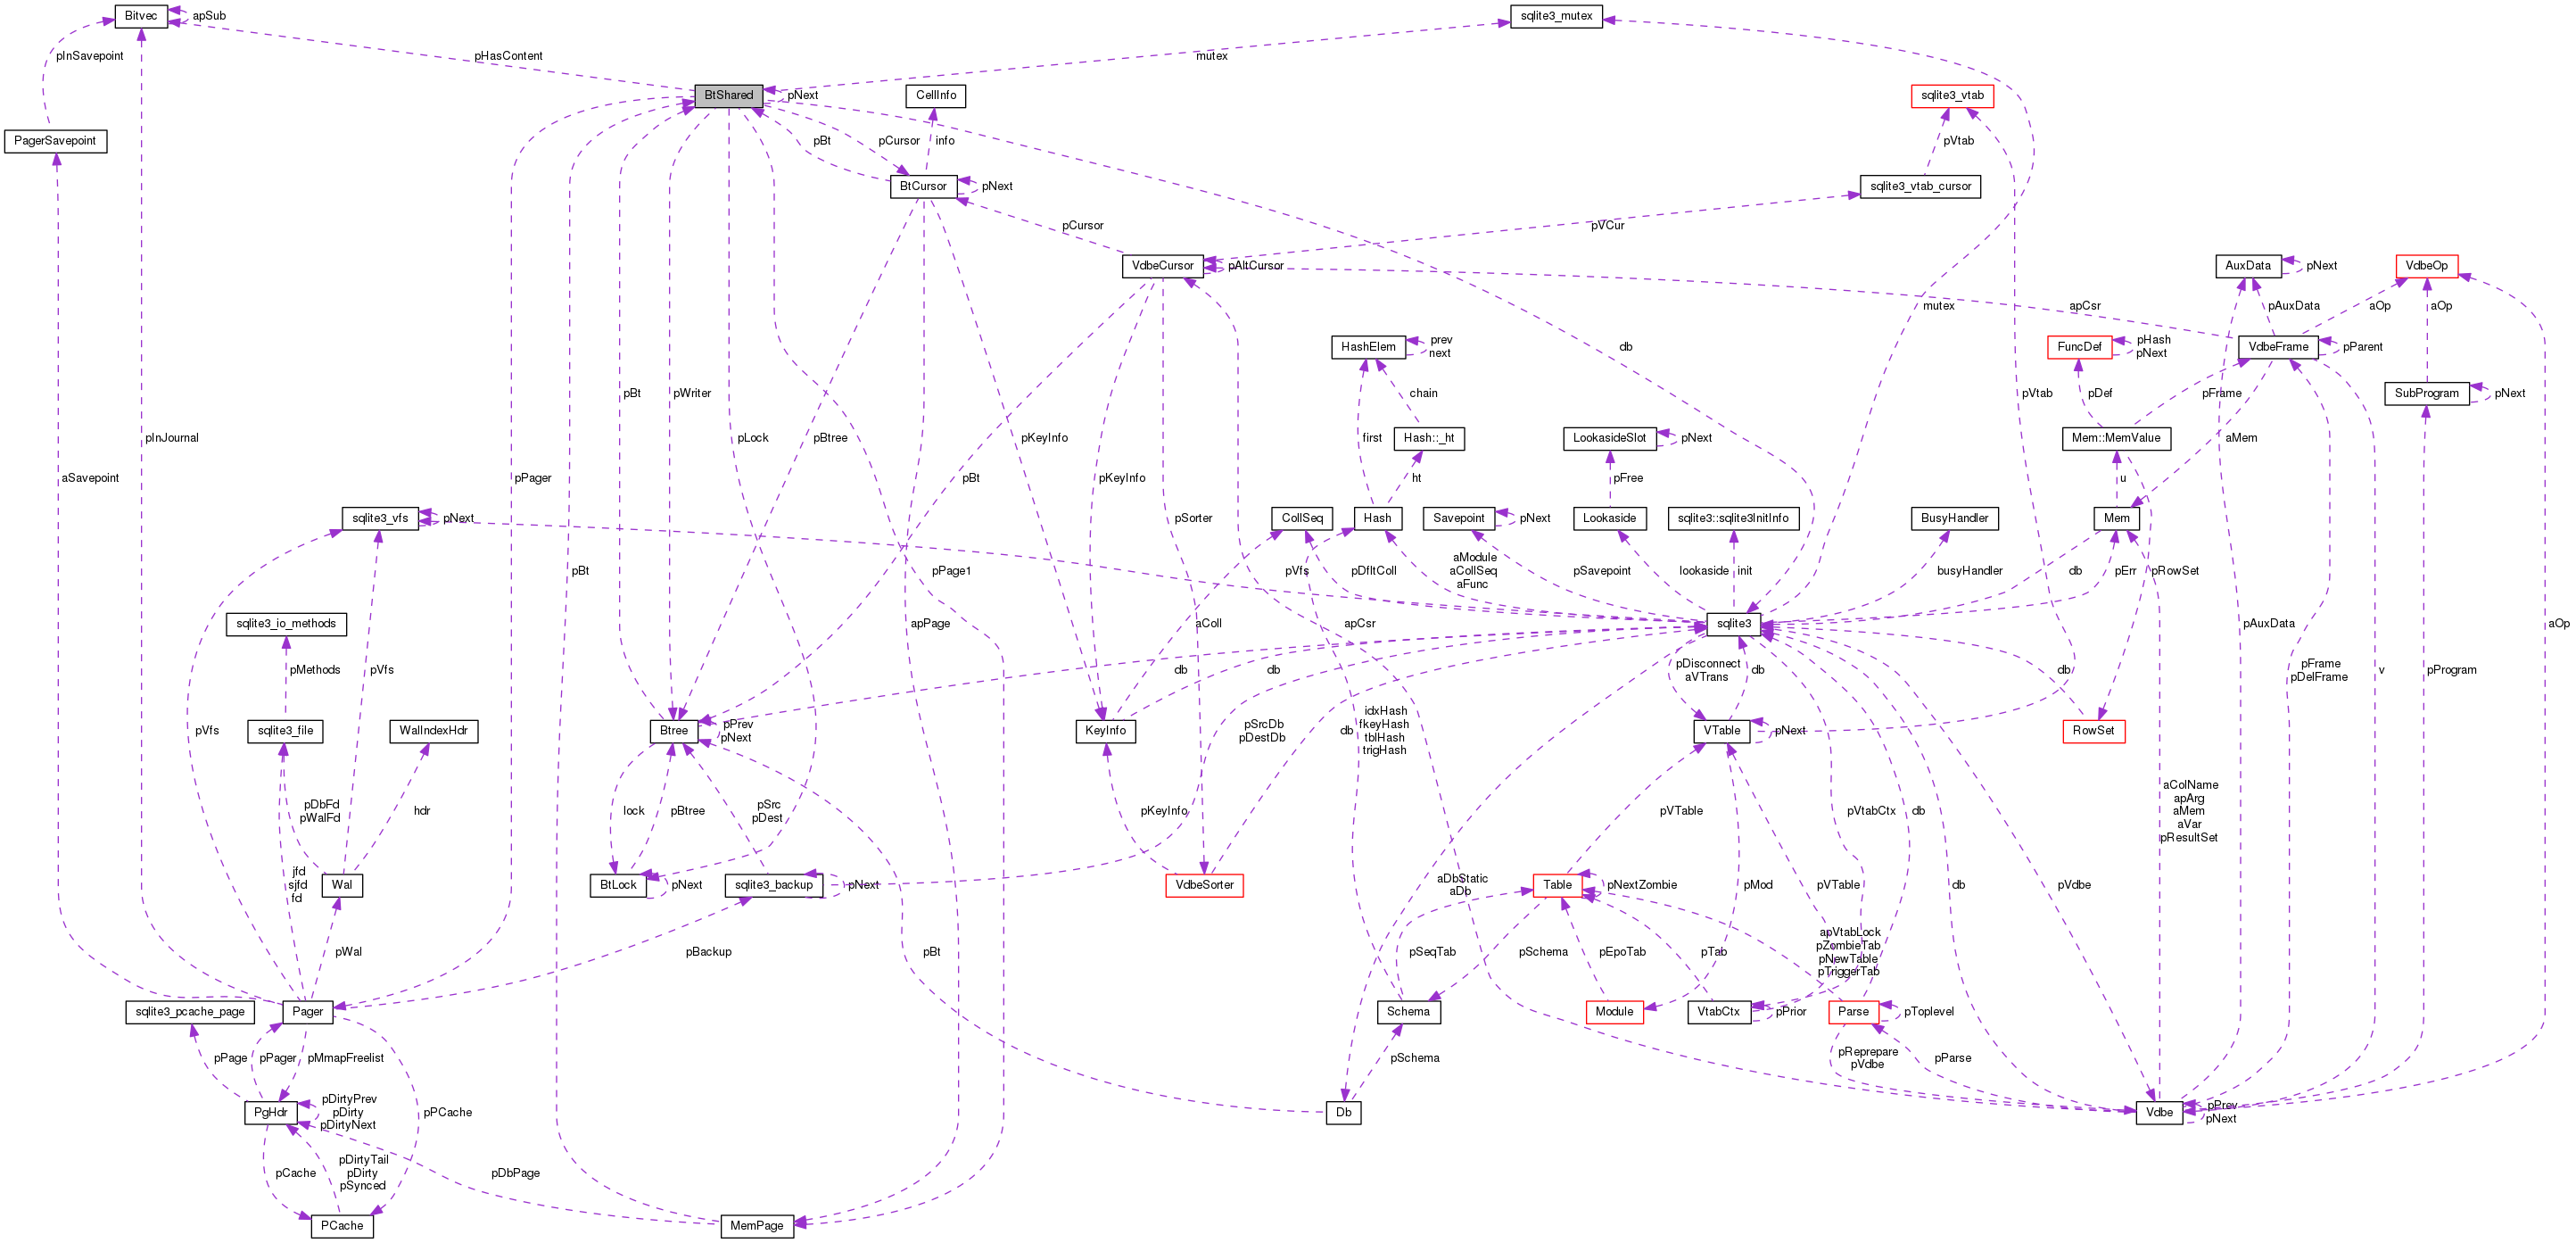 Bitvec
apSub
sqlite3_mutex
pInSavepoint
pHasContent
mutex
BtShared
pNext
CellInfo
sqlite3_vtab
PagerSavepoint
pCursor
pBt
info
pVtab
BtCursor
pNext
sqlite3_vtab_cursor
pCursor
pVCur
VdbeCursor
pAltCursor
AuxData
pNext
VdbeOp
mutex
apCsr
pAuxData
aOp
aOp
HashElem
prev
next
db
FuncDef
pHash
pNext
VdbeFrame
pParent
pBt
pWriter
chain
pVtab
pDef
pFrame
SubProgram
pNext
pInJournal
pLock
pBtree
pKeyInfo
first
Hash::_ht
LookasideSlot
pNext
Mem::MemValue
aMem
aSavepoint
pPager
pBt
pKeyInfo
ht
pFree
u
sqlite3_vfs
pNext
pSorter
CollSeq
Hash
Savepoint
pNext
Lookaside
sqlite3::sqlite3InitInfo
BusyHandler
Mem
pBt
pPage1
pVfs
pDfltColl
aModule
aCollSeq
aFunc
pSavepoint
lookaside
init
busyHandler
db
pErr
pRowSet
sqlite3_io_methods
apPage
aColl
apCsr
sqlite3
pAuxData
aOp
pMethods
pVfs
db
db
pDisconnect
aVTrans
db
db
pFrame
pDelFrame
v
pProgram
pVfs
sqlite3_file
WalIndexHdr
Btree
pPrev
pNext
KeyInfo
pSrcDb
pDestDb
db
idxHash
fkeyHash
tblHash
trigHash
VTable
pNext
RowSet
pDbFd
pWalFd
hdr
lock
pBtree
pSrc
pDest
pKeyInfo
pVTable
pVtabCtx
db
aColName
apArg
aMem
aVar
pResultSet
jfd
sjfd
fd
Wal
BtLock
pNext
sqlite3_backup
pNext
VdbeSorter
aDbStatic
aDb
Table
pNextZombie
pMod
pVTable
db
pVdbe
pWal
pBackup
pBt
pSeqTab
pSchema
pEpoTab
pTab
apVtabLock
pZombieTab
pNewTable
pTriggerTab
sqlite3_pcache_page
Pager
Schema
Module
VtabCtx
pPrior
Parse
pToplevel
pPage
pPager
pMmapFreelist
pSchema
pReprepare
pVdbe
pParse
PgHdr
pDirtyPrev
pDirty
pDirtyNext
pPCache
Db
Vdbe
pPrev
pNext
pCache
pDirtyTail
pDirty
pSynced
pDbPage
PCache
MemPage